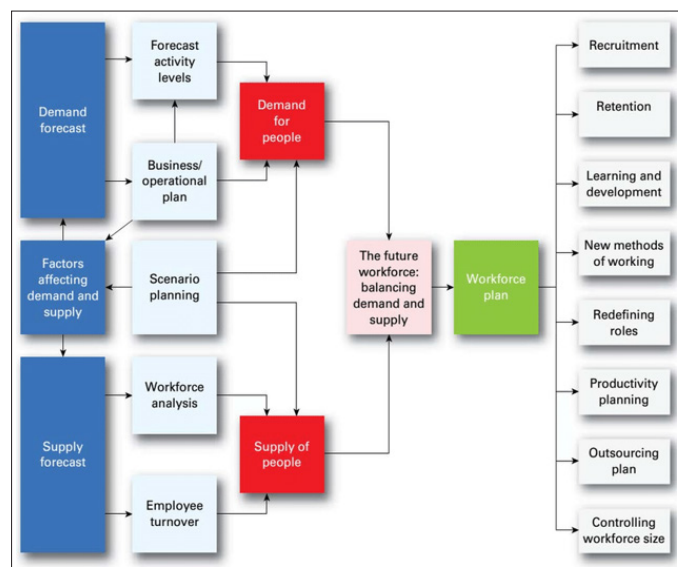 Demand
forecast
Factors
affecting
demand and
supply
Supply
forecast
Forecast
activity
levels
Business/
operational
plan
Scenario
planning
Workforce
analysis
Employee
turnover
Demand
for
people
Supply of
people
The future
workforce:
balancing
demand and
supply
Workforce
plan
Recruitment
Retention
Learning and
development
New methods
of working
Redefining
roles
Productivity
planning
Outsourcing
plan
Controlling
workforce size